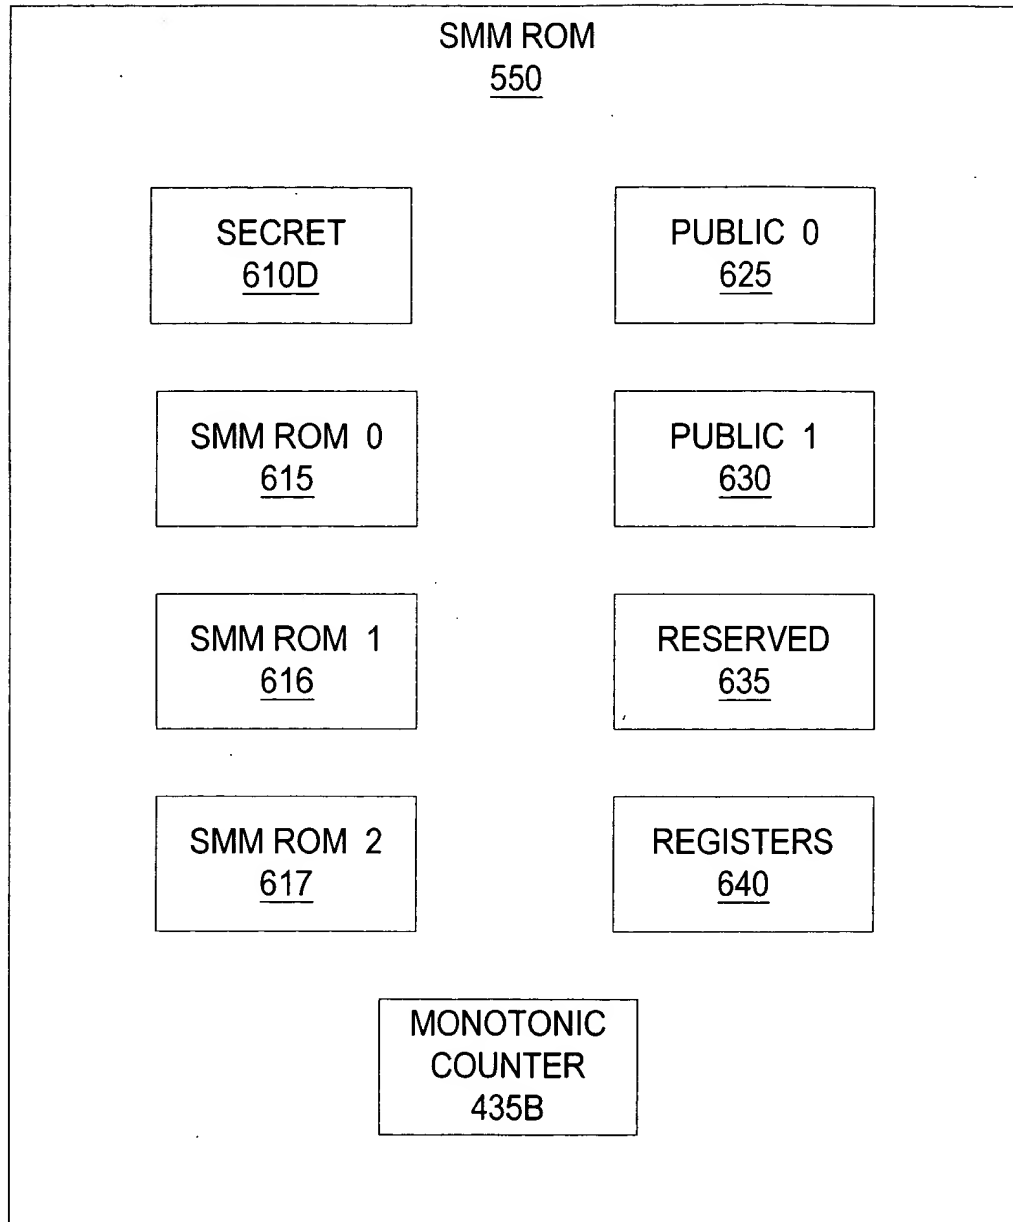 SMM ROM
550
SECRET
610D
PUBLIC 0
625
SMM ROM 0
615
PUBLIC 1
630
SMM ROM 1
616
RESERVED
635
SMM ROM 2
617
REGISTERS
640
MONOTONIC
COUNTER
435B